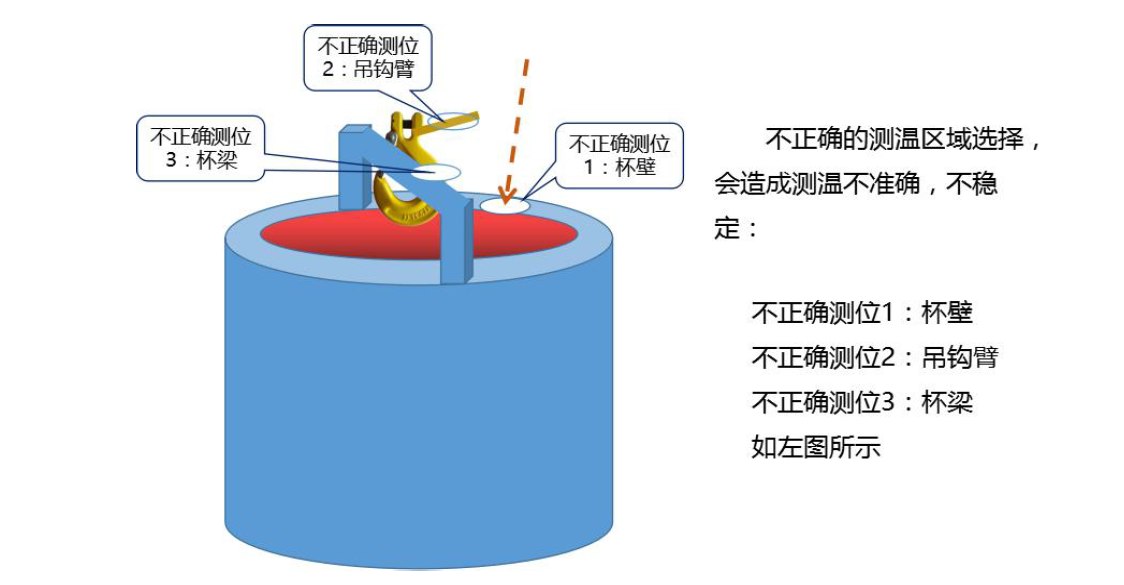 不正确测位
2：吊钩臂
不正确测位
3：杯梁
不正确测位
1：杯壁
不正确的测温区域选择，
会造成测温不准确，不稳
定：
不正确测位1：杯壁
不正确测位2：吊钩臂
不正确测位3：杯梁
如左图所示